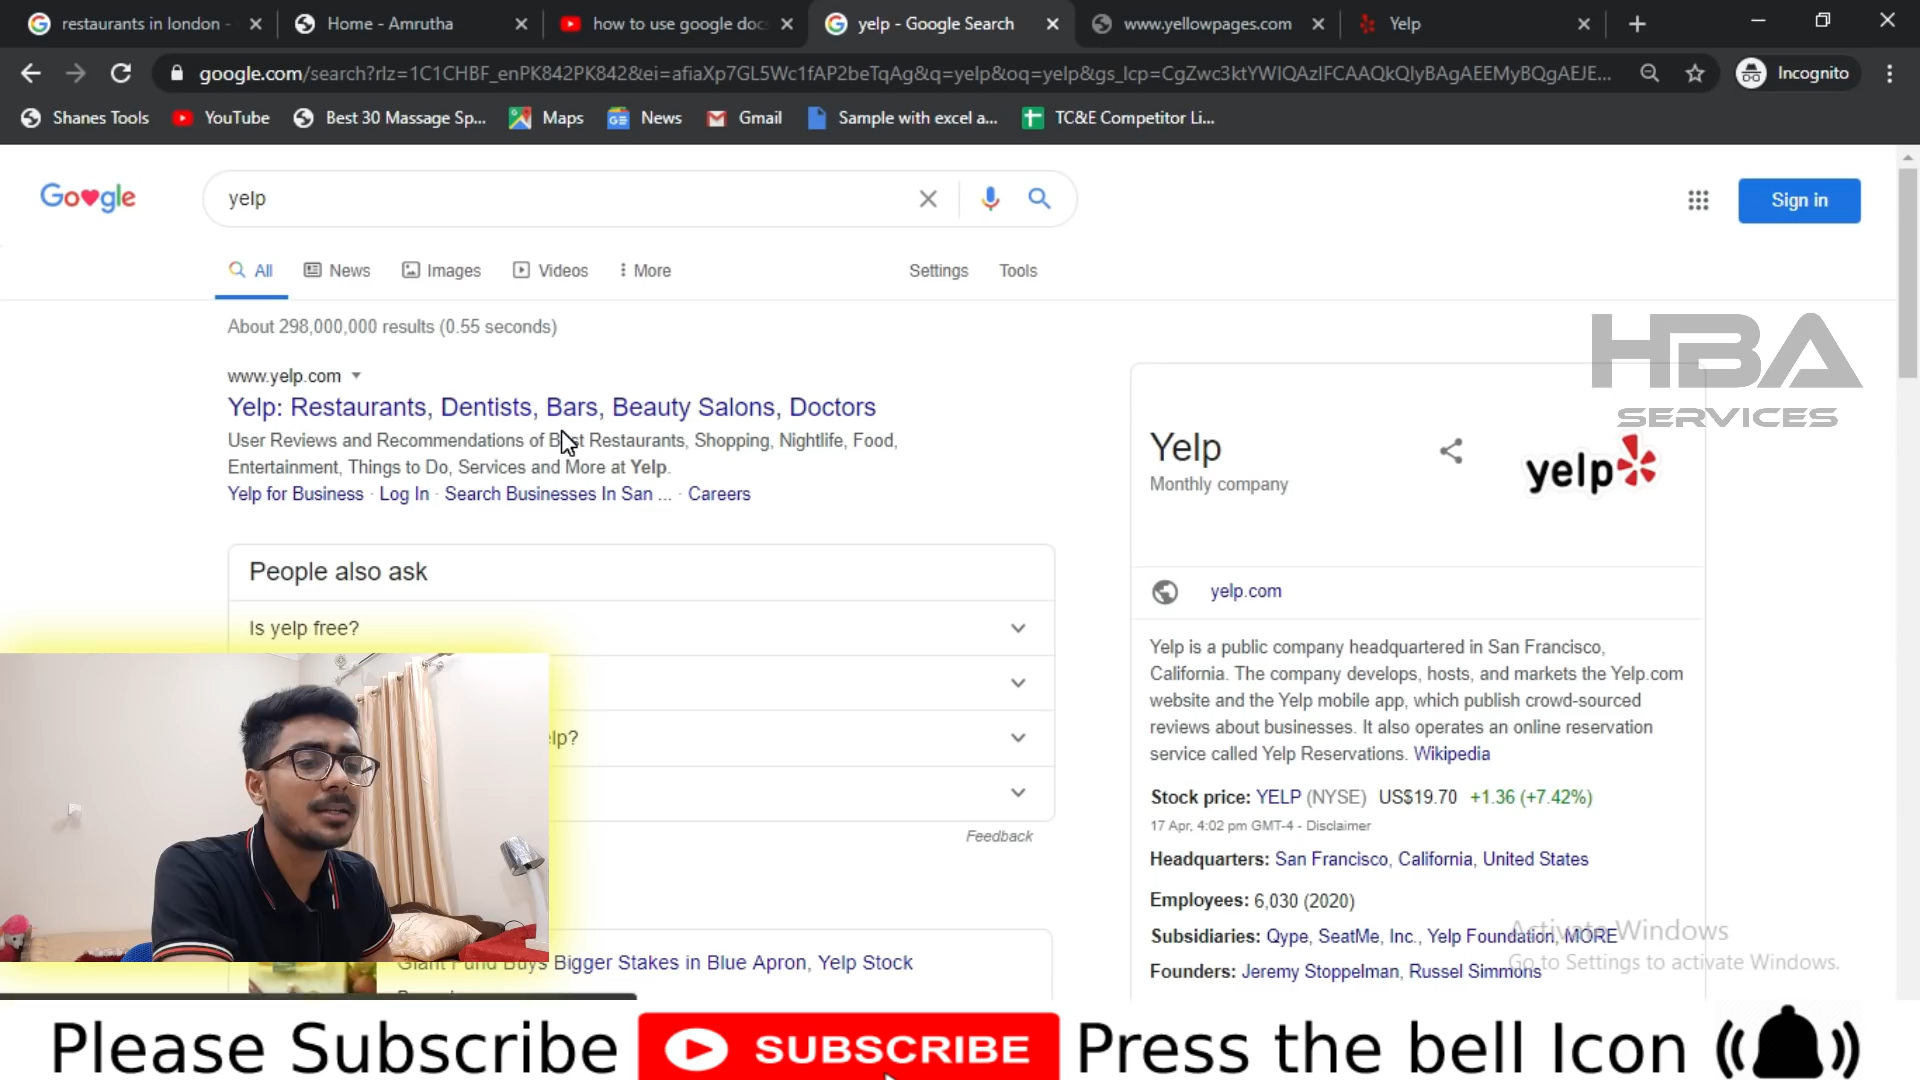 restaurants in london -
Home - Amrutha
how to use google doc
yelp - Google Search
www.yellowpages.com
Yelp
google.com/search?rlz=1C1CHBF_enPK842PK842&ei=afiaXp7GL5Wc1fAP2beTqAg&q=yelp&oq=yelp&gs_lcp=CgZwc3ktYWIQAzIFCAAQkQIyBAgAEEMyBQgAEJE...
Incognito
Shanes Tools
YouTube
Best 30 Massage Sp...
Maps
News
Gmail
Sample with excel a...
TC&E Competitor Li...
Google
yelp
Sign in
All
News
Images
Videos
More
Settings
Tools
About 298,000,000 results (0.55 seconds)
HBA
SERVICES
www.yelp.com
Yelp: Restaurants, Dentists, Bars, Beauty Salons, Doctors
User Reviews and Recommendations of Best Restaurants, Shopping, Nightlife, Food,
Entertainment, Things to Do, Services and More at Yelp.
Yelp for Business · Log In · Search Businesses In San ... · Careers
Yelp
Monthly company
yelp
People also ask
Is yelp free?
elp?
Feedback
yelp.com
Yelp is a public company headquartered in San Francisco,
California. The company develops, hosts, and markets the Yelp.com
website and the Yelp mobile app, which publish crowd-sourced
reviews about businesses. It also operates an online reservation
service called Yelp Reservations. Wikipedia
Stock price: YELP (NYSE) US$19.70 +1.36 (+7.42%)
17 Apr, 4:02 pm GMT-4 - Disclaimer
Headquarters: San Francisco, California, United States
Employees: 6,030 (2020)
Subsidiaries: Qype, SeatMe, Inc., Yelp Foundation, MORE
Founders: Jeremy Stoppelman, Russel Simmons
Activate Windows
Go to Settings to activate Windows.
Giant Fund Buys Bigger Stakes in Blue Apron, Yelp Stock
Please Subscribe
SUBSCRIBE
Press the bell Icon